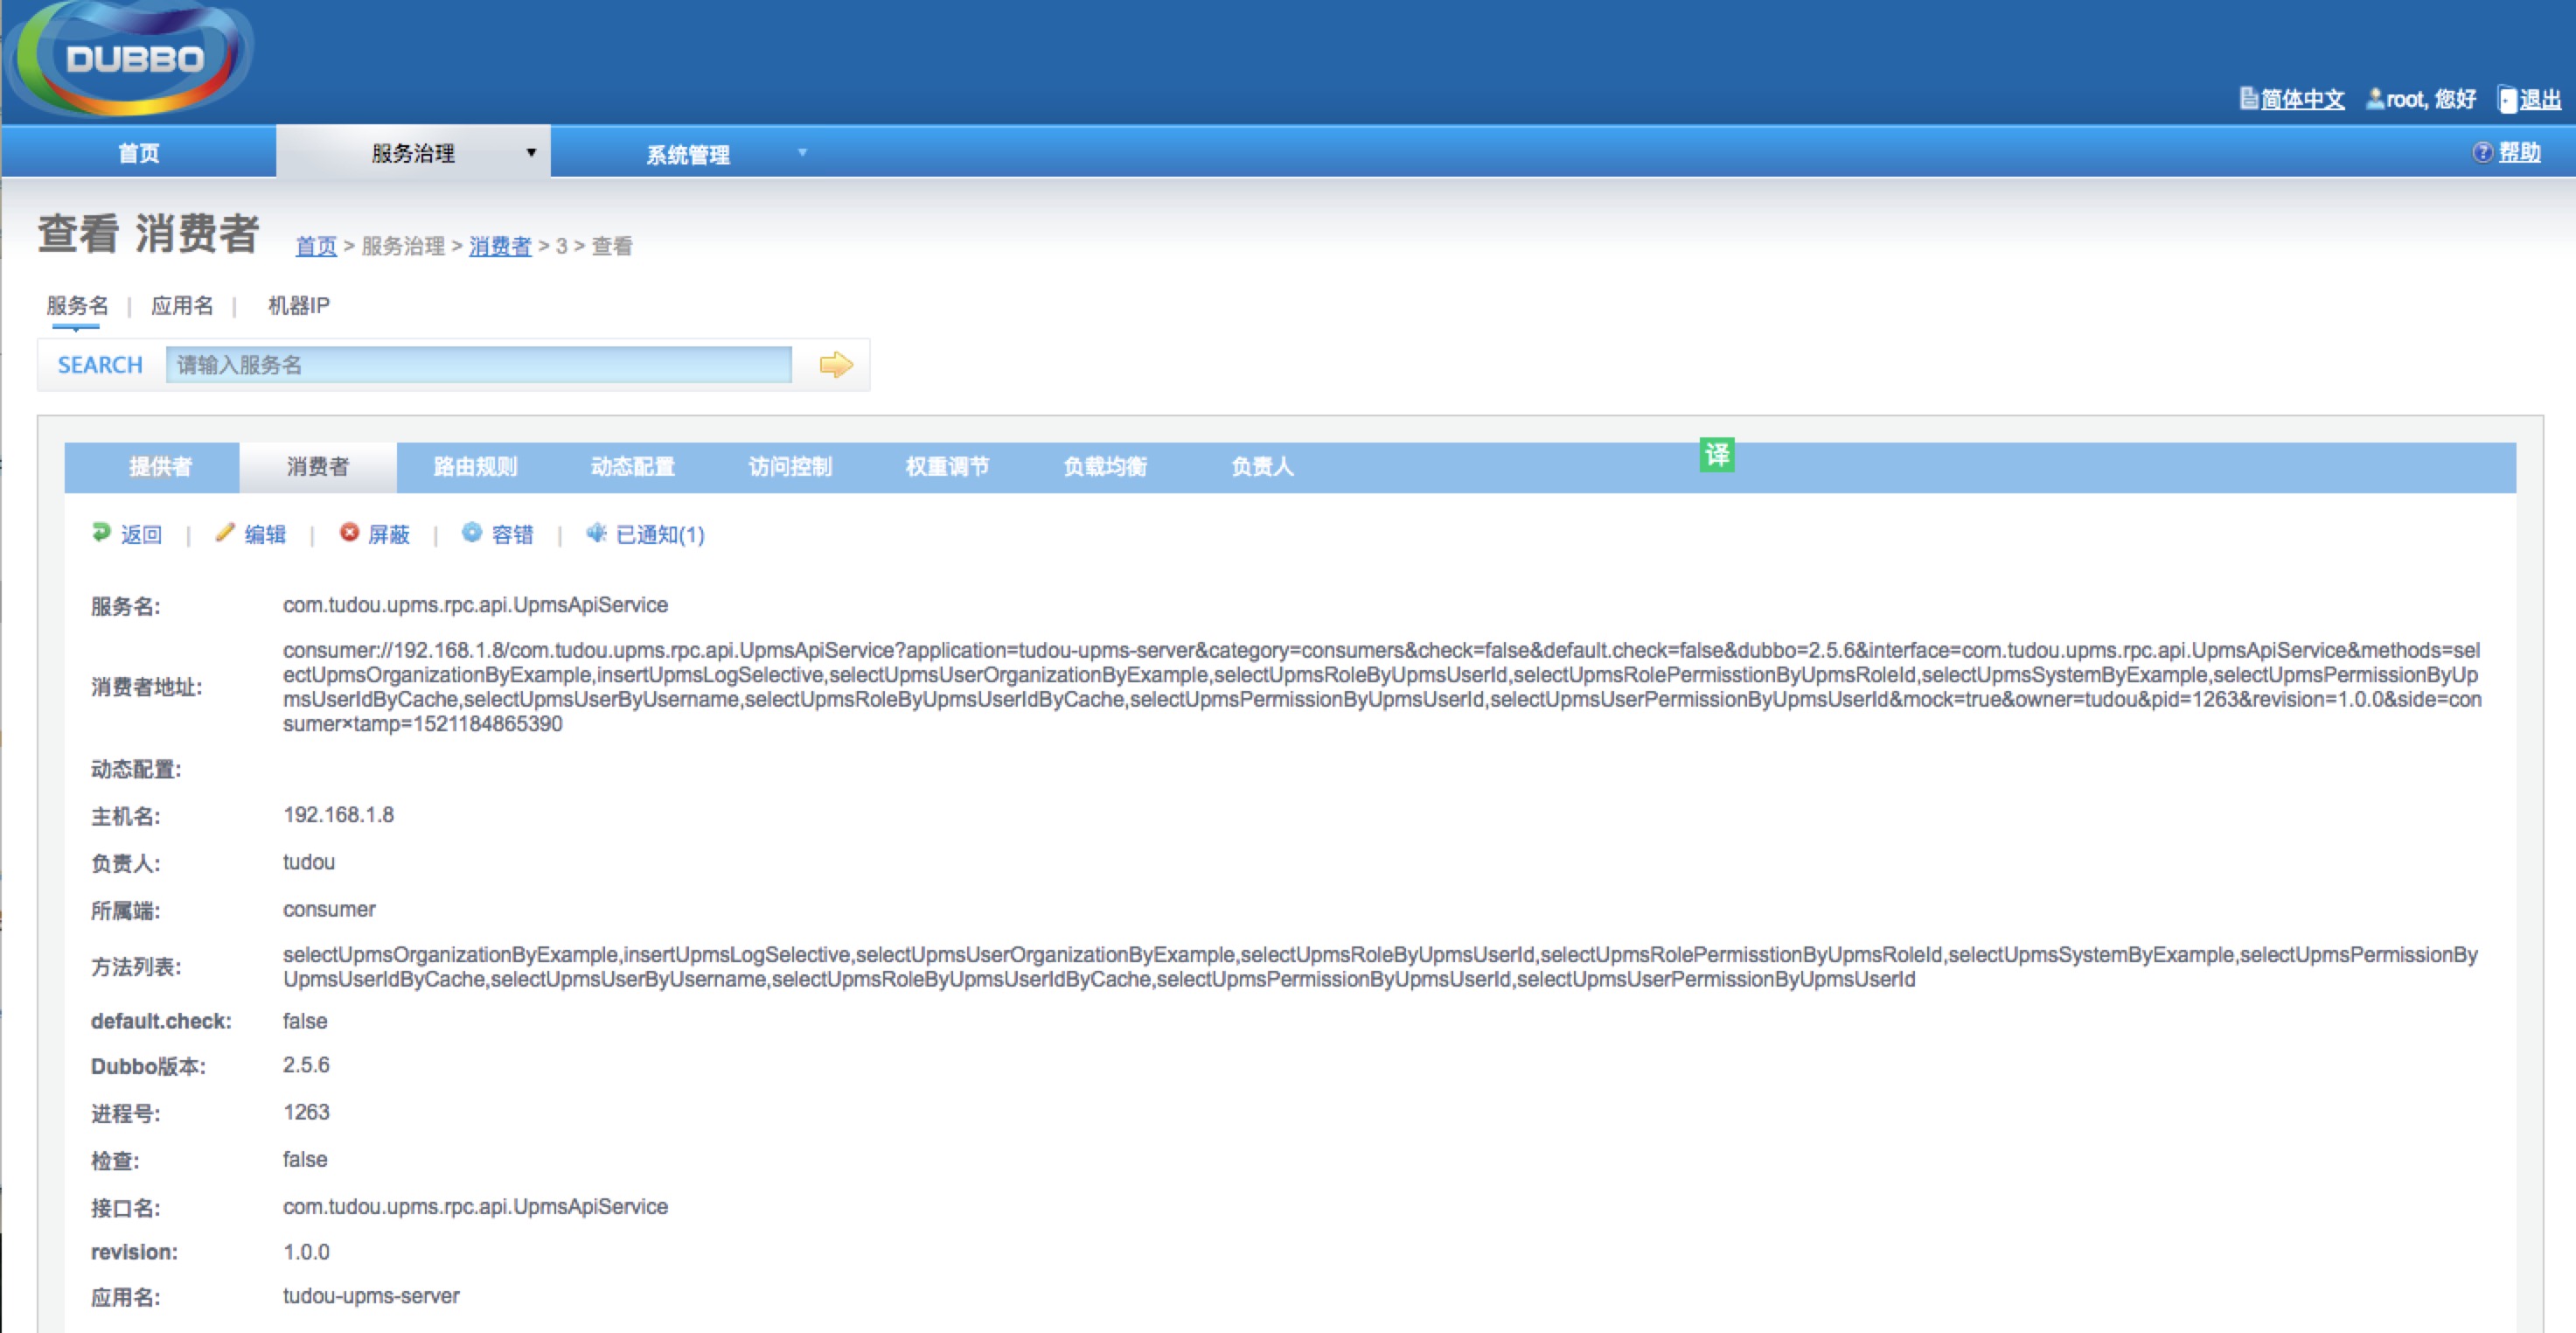 DUBBO
简体中文 root, 您好 退出
首页 服务治理 ▼ 系统管理 ▼ 帮助
查看 消费者 首页 > 服务治理 > 消费者 > 3 > 查看
服务名 | 应用名 | 机器IP
SEARCH 请输入服务名
提供者 消费者 路由规则 动态配置 访问控制 权重调节 负载均衡 负责人 译
返回 | 编辑 | 屏蔽 | 容错 | 已通知(1)
服务名: com.tudou.upms.rpc.api.UpmsApiService
消费者地址: consumer://192.168.1.8/com.tudou.upms.rpc.api.UpmsApiService?application=tudou-upms-server&category=consumers&check=false&default.check=false&dubbo=2.5.6&interface=com.tudou.upms.rpc.api.UpmsApiService&methods=sel
ectUpmsOrganizationByExample,insertUpmsLogSelective,selectUpmsUserOrganizationByExample,selectUpmsRoleByUpmsUserId,selectUpmsRolePermisstionByUpmsRoleId,selectUpmsSystemByExample,selectUpmsPermissionByUp
msUserIdByCache,selectUpmsUserByUsername,selectUpmsRoleByUpmsUserIdByCache,selectUpmsPermissionByUpmsUserId,selectUpmsUserPermissionByUpmsUserId&mock=true&owner=tudou&pid=1263&revision=1.0.0&side=con
sumer×tamp=1521184865390
动态配置:
主机名: 192.168.1.8
负责人: tudou
所属端: consumer
方法列表: selectUpmsOrganizationByExample,insertUpmsLogSelective,selectUpmsUserOrganizationByExample,selectUpmsRoleByUpmsUserId,selectUpmsRolePermisstionByUpmsRoleId,selectUpmsSystemByExample,selectUpmsPermissionBy
UpmsUserIdByCache,selectUpmsUserByUsername,selectUpmsRoleByUpmsUserIdByCache,selectUpmsPermissionByUpmsUserId,selectUpmsUserPermissionByUpmsUserId
default.check: false
Dubbo版本: 2.5.6
进程号: 1263
检查: false
接口名: com.tudou.upms.rpc.api.UpmsApiService
revision: 1.0.0
应用名: tudou-upms-server